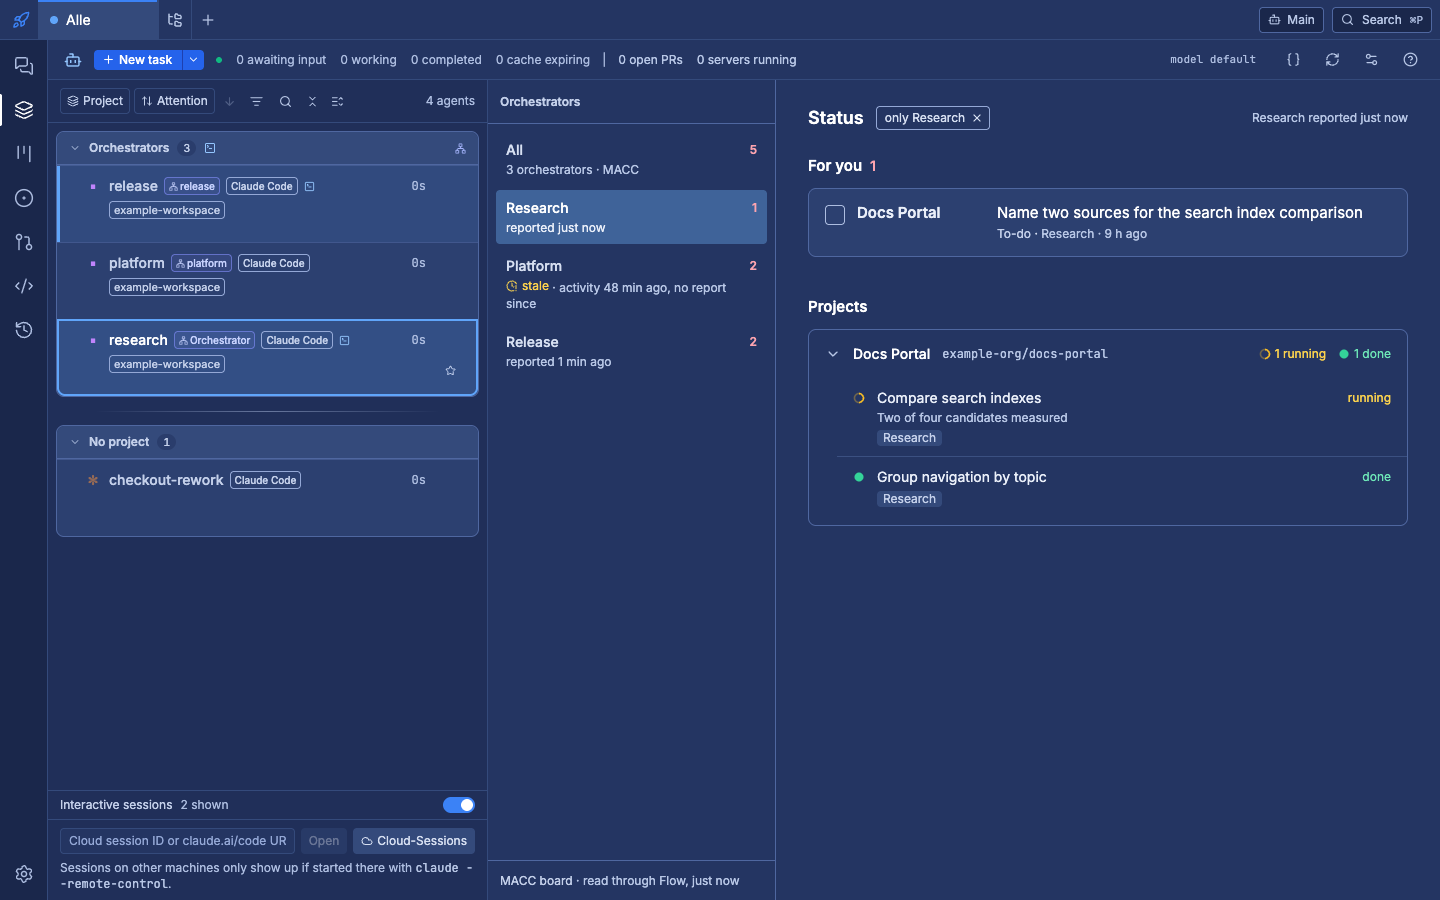 Alle
Main
Search ⌘P
New task
0 awaiting input
0 working
0 completed
0 cache expiring
0 open PRs
0 servers running
model default
Project
Attention
4 agents
Orchestrators 3
release
release
Claude Code
0s
example-workspace
platform
platform
Claude Code
0s
example-workspace
research
Orchestrator
Claude Code
0s
example-workspace
No project 1
checkout-rework
Claude Code
0s
Interactive sessions 2 shown
Cloud session ID or claude.ai/code UR
Open
Cloud-Sessions
Sessions on other machines only show up if started there with claude -
-remote-control.
Orchestrators
All 5
3 orchestrators · MACC
Research 1
reported just now
Platform 2
stale · activity 48 min ago, no report
since
Release 2
reported 1 min ago
MACC board · read through Flow, just now
Status
only Research ×
Research reported just now
For you 1
Docs Portal
Name two sources for the search index comparison
To-do · Research · 9 h ago
Projects
Docs Portal example-org/docs-portal
1 running
1 done
Compare search indexes
running
Two of four candidates measured
Research
Group navigation by topic
done
Research